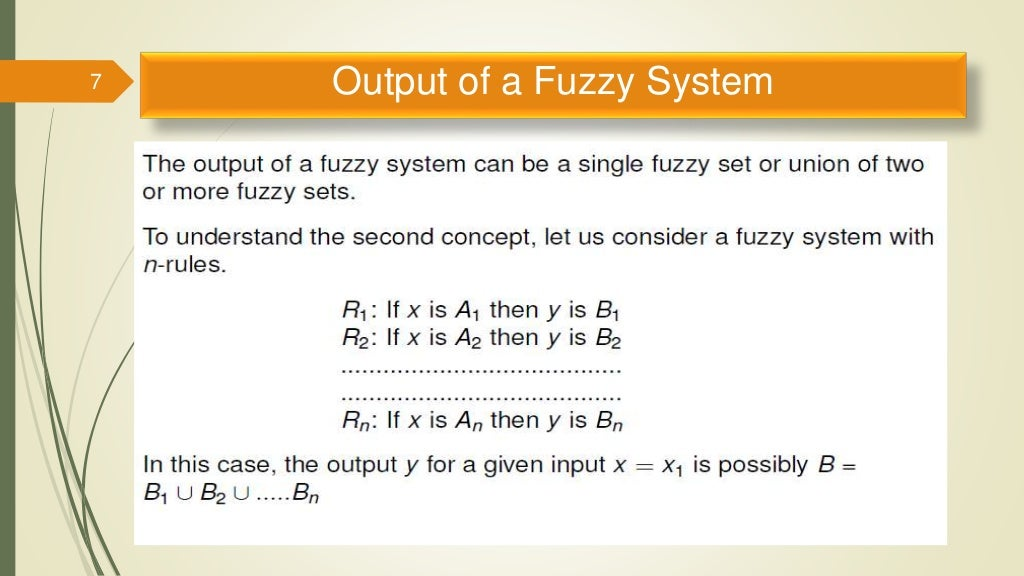 7
Output of a Fuzzy System
The output of a fuzzy system can be a single fuzzy set or union of two
or more fuzzy sets.
To understand the second concept, let us consider a fuzzy system with
n-rules.
R₁: If x is A₁ then y is B₁
R₂: If x is A₂ then y is B₂
........................................
........................................
Rₙ: If x is Aₙ then y is Bₙ
In this case, the output y for a given input x = x₁ is possibly B =
B₁ ∪ B₂ ∪ .....Bₙ